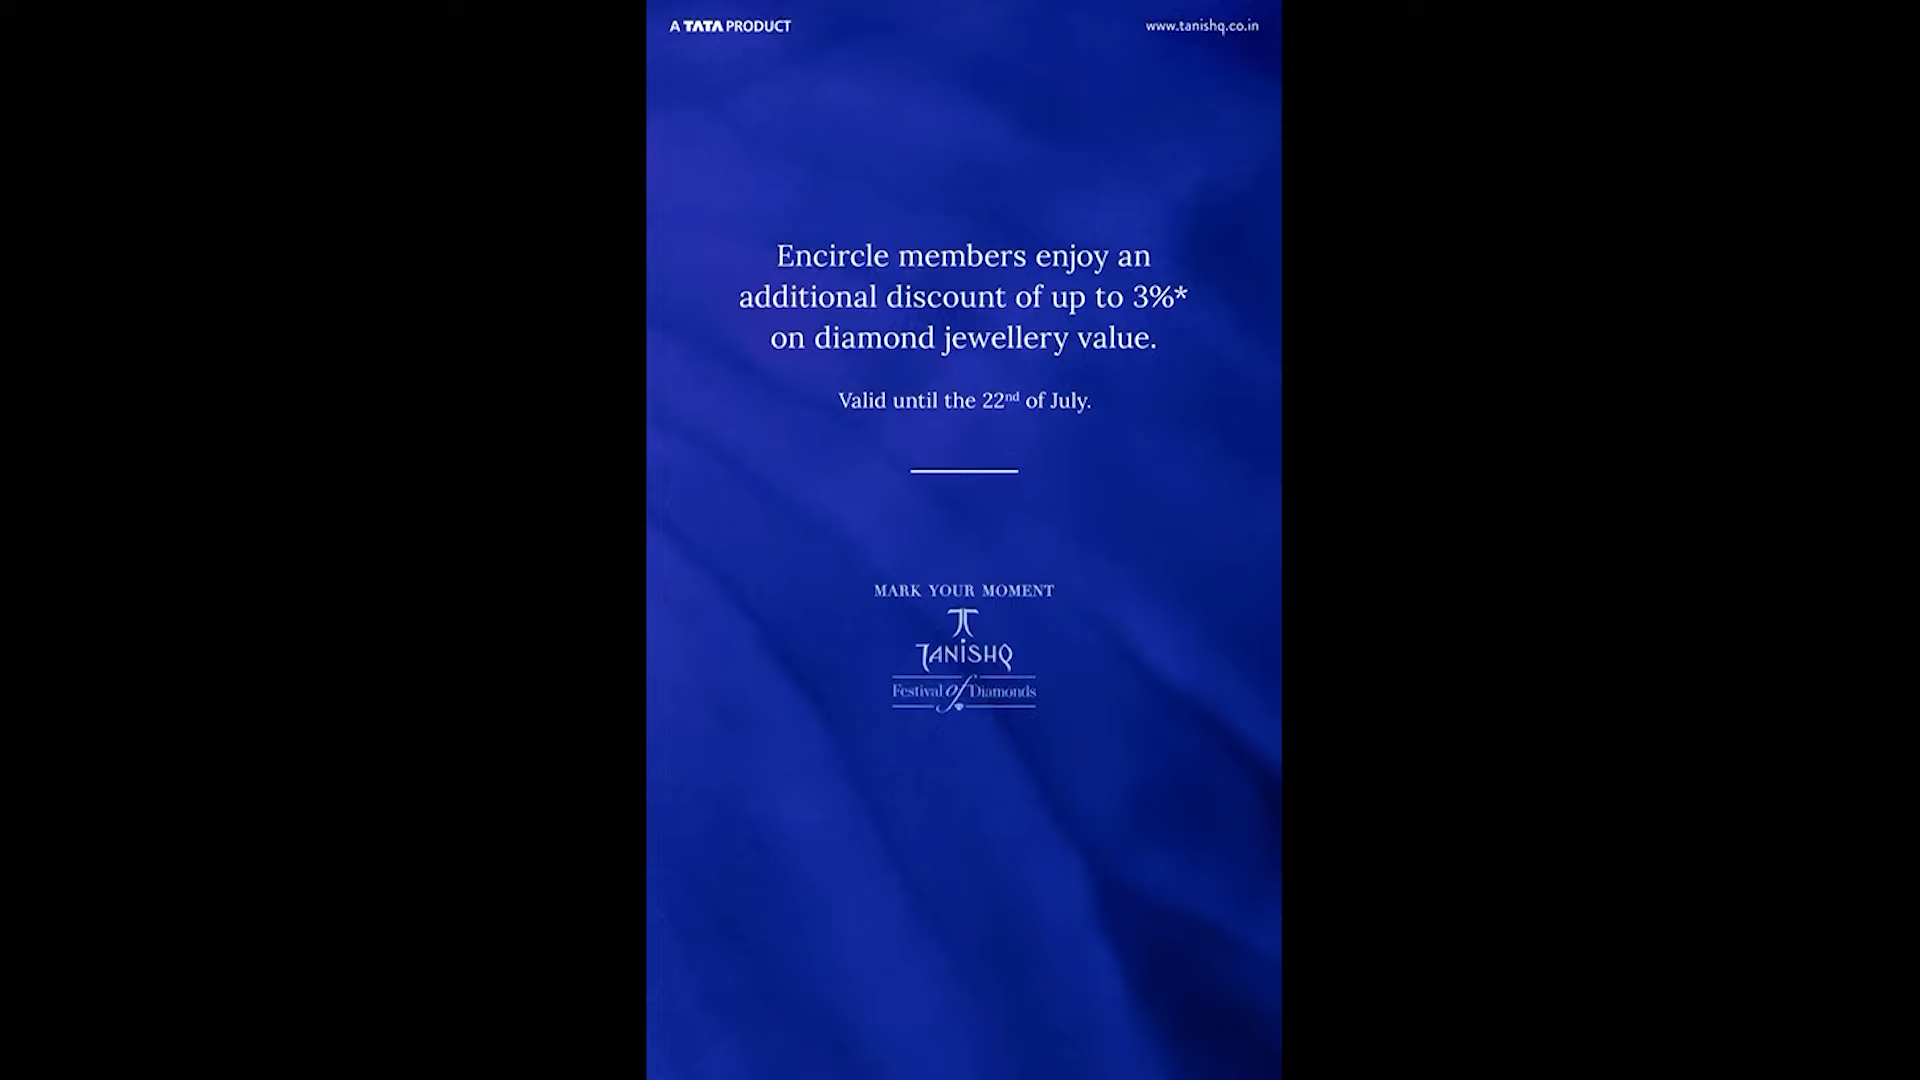 A TATA PRODUCT
www.tanishq.co.in
Encircle members enjoy an
additional discount of up to 3%*
on diamond jewellery value.
Valid until the 22nd of July.
MARK YOUR MOMENT
TANISHQ
Festival of Diamonds